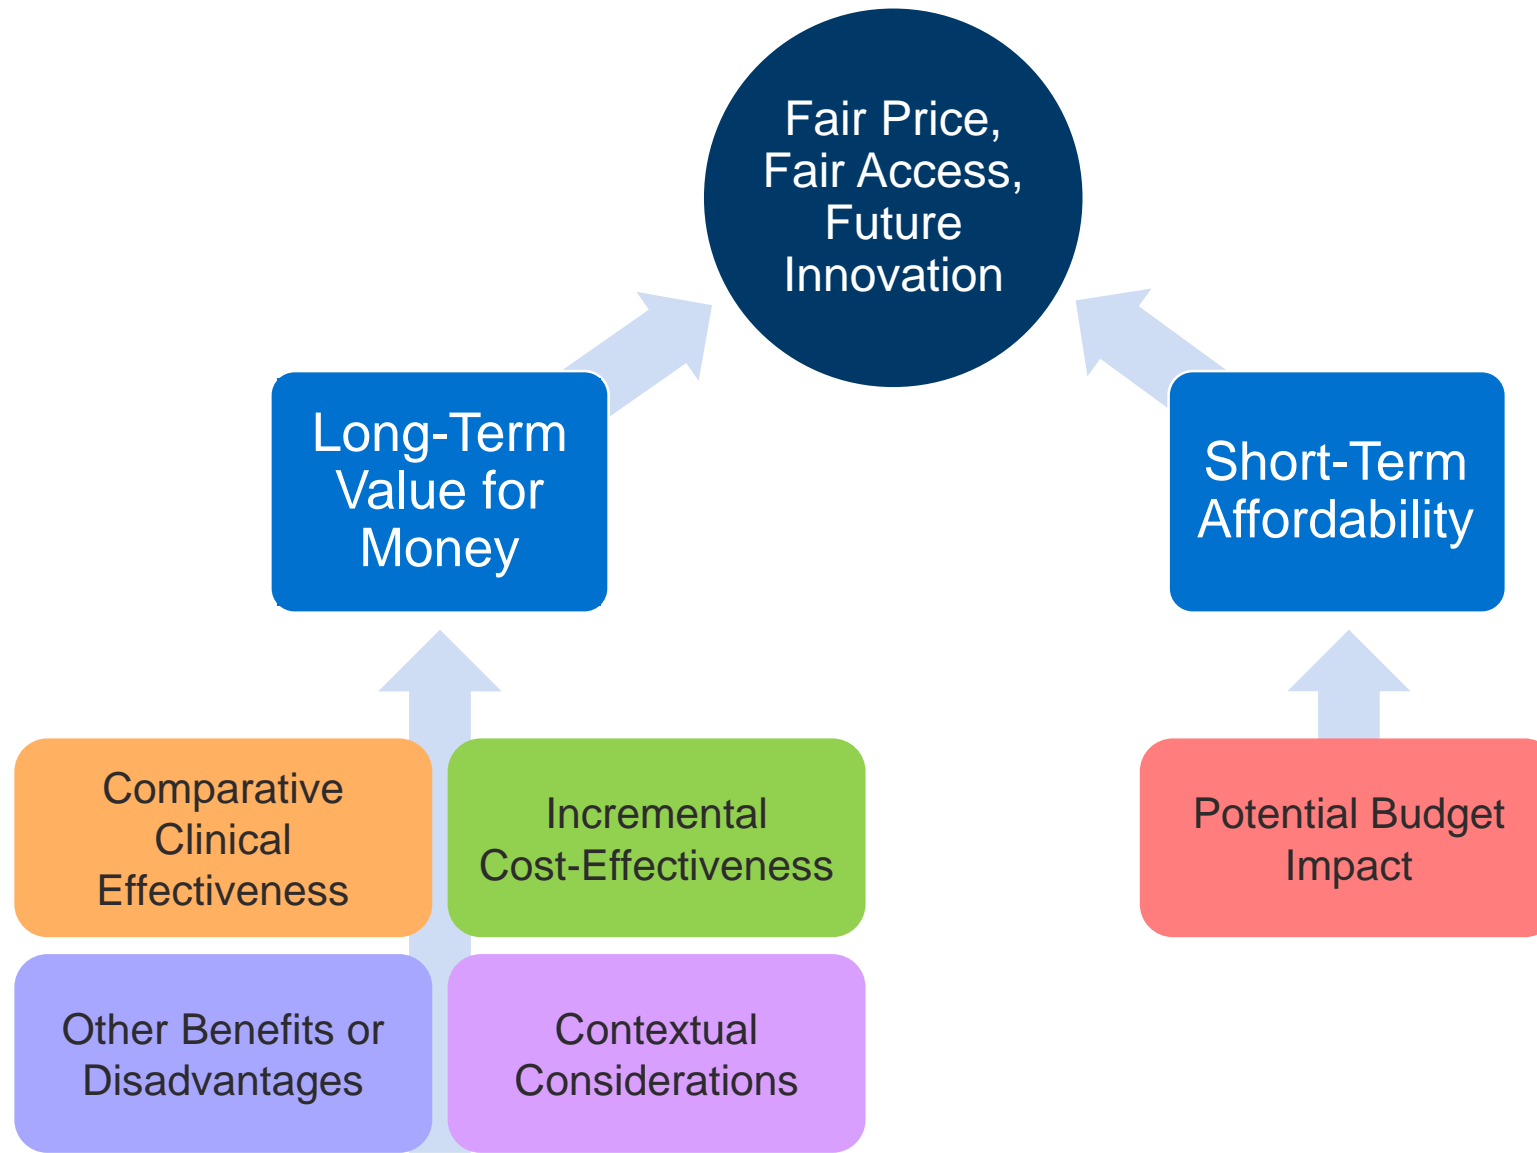 Fair Price,
Fair Access,
Future
Innovation
Long-Term
Value for
Money
Short-Term
Affordability
Comparative
Clinical
Effectiveness
Incremental
Cost-Effectiveness
Potential Budget
Impact
Other Benefits or
Disadvantages
Contextual
Considerations